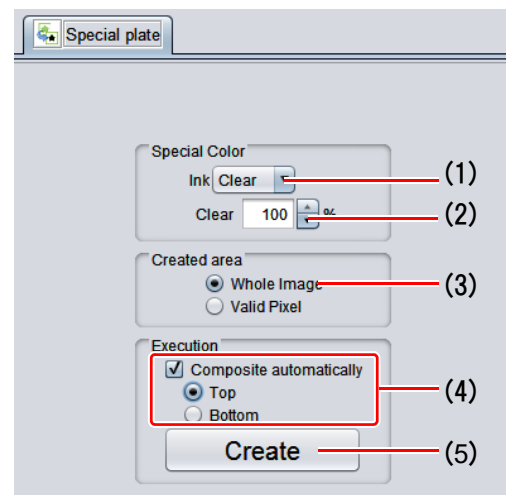 Special plate
Special Color
Ink Clear (1)
Clear 100 % (2)
Created area
Whole Image (3)
Valid Pixel
Execution
Composite automatically
Top (4)
Bottom
Create (5)